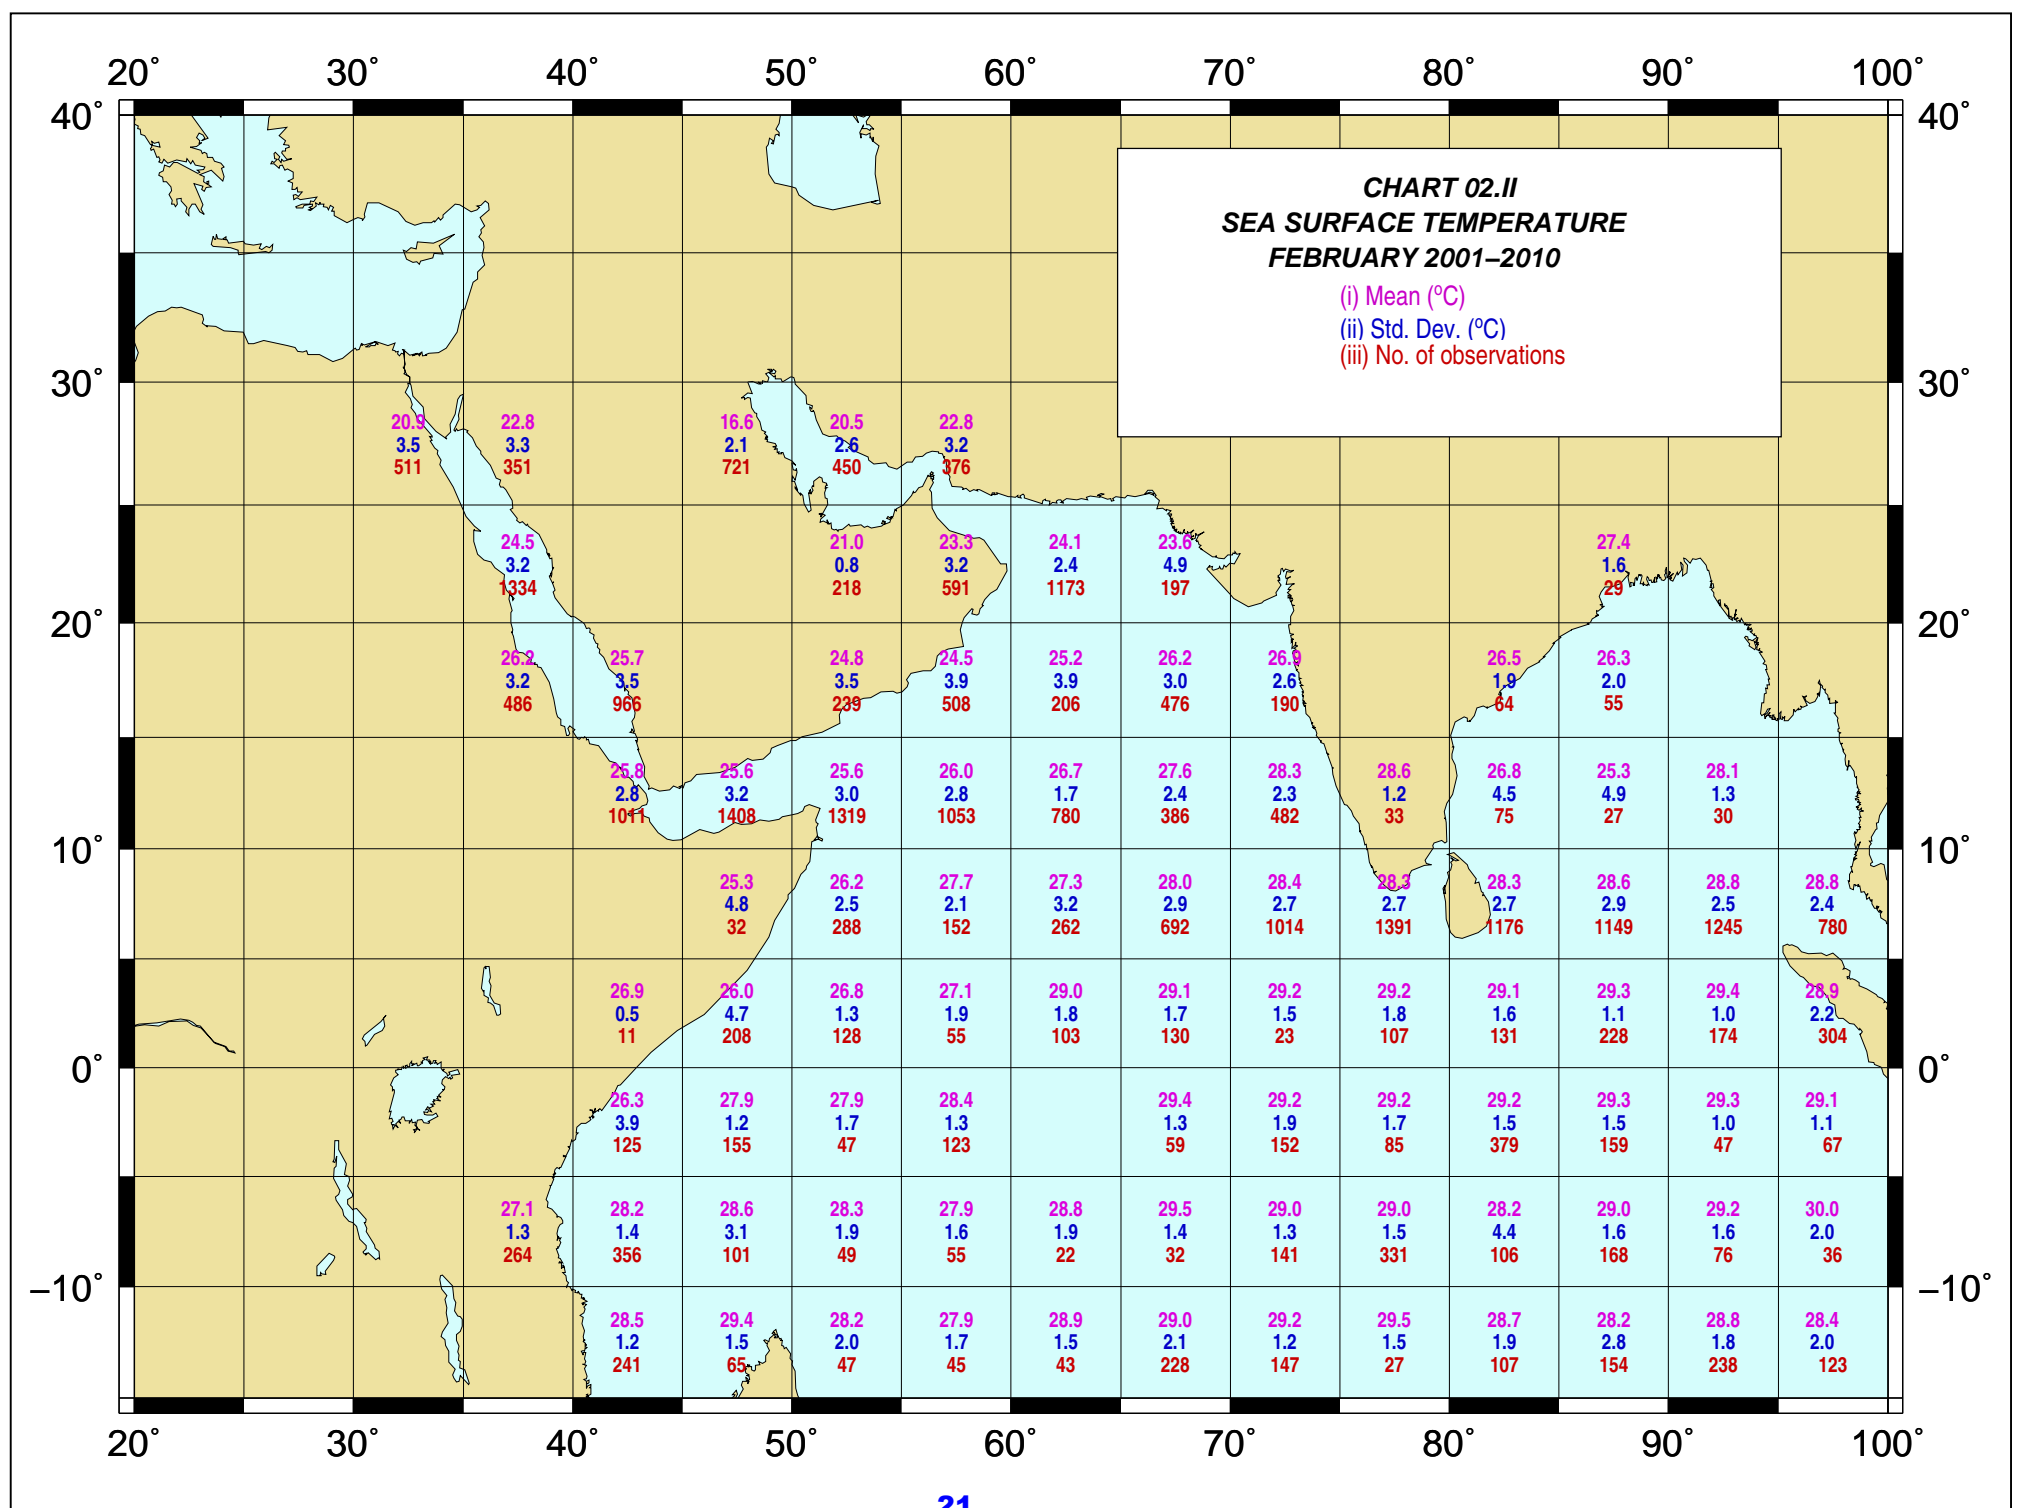 20° 30° 40° 50° 60° 70° 80° 90° 100°
40° 40°
CHART 02.II
SEA SURFACE TEMPERATURE
FEBRUARY 2001–2010
(i) Mean (ºC)
(ii) Std. Dev. (ºC)
(iii) No. of observations
30° 30°
20.9 22.8 16.6 20.5 22.8
3.5 3.3 2.1 2.6 3.2
511 351 721 450 376
24.5 21.0 23.3 24.1 23.6 27.4
3.2 0.8 3.2 2.4 4.9 1.6
1334 218 591 1173 197 29
20° 20°
26.2 25.7 24.8 24.5 25.2 26.2 26.9 26.5 26.3
3.2 3.5 3.5 3.9 3.9 3.0 2.6 1.9 2.0
486 966 239 508 206 476 190 64 55
25.8 25.6 25.6 26.0 26.7 27.6 28.3 28.6 26.8 25.3 28.1
2.8 3.2 3.0 2.8 1.7 2.4 2.3 1.2 4.5 4.9 1.3
1011 1408 1319 1053 780 386 482 33 75 27 30
10° 10°
25.3 26.2 27.7 27.3 28.0 28.4 28.3 28.3 28.6 28.8 28.8
4.8 2.5 2.1 3.2 2.9 2.7 2.7 2.7 2.9 2.5 2.4
32 288 152 262 692 1014 1391 1176 1149 1245 780
26.9 26.0 26.8 27.1 29.0 29.1 29.2 29.2 29.1 29.3 29.4 28.9
0.5 4.7 1.3 1.9 1.8 1.7 1.5 1.8 1.6 1.1 1.0 2.2
11 208 128 55 103 130 23 107 131 228 174 304
0° 0°
26.3 27.9 27.9 28.4 29.4 29.2 29.2 29.2 29.3 29.3 29.1
3.9 1.2 1.7 1.3 1.3 1.9 1.7 1.5 1.5 1.0 1.1
125 155 47 123 59 152 85 379 159 47 67
27.1 28.2 28.6 28.3 27.9 28.8 29.5 29.0 29.0 28.2 29.0 29.2 30.0
1.3 1.4 3.1 1.9 1.6 1.9 1.4 1.3 1.5 4.4 1.6 1.6 2.0
264 356 101 49 55 22 32 141 331 106 168 76 36
−10° −10°
28.5 29.4 28.2 27.9 28.9 29.0 29.2 29.5 28.7 28.2 28.8 28.4
1.2 1.5 2.0 1.7 1.5 2.1 1.2 1.5 1.9 2.8 1.8 2.0
241 65 47 45 43 228 147 27 107 154 238 123
20° 30° 40° 50° 60° 70° 80° 90° 100°
21